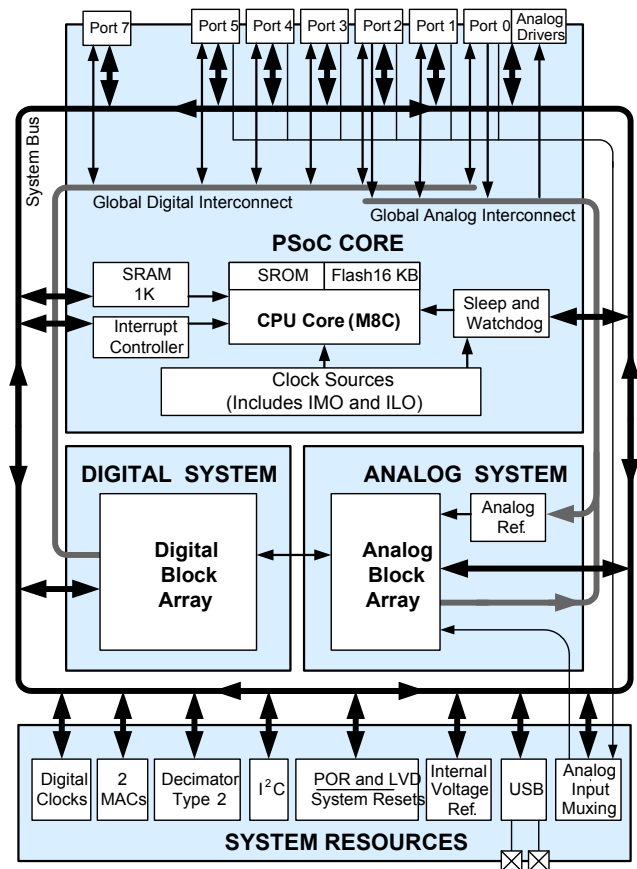 Port 7
Port 5
Port 4
Port 3
Port 2
Port 1
Port 0
Analog
Drivers
System Bus
Global Digital Interconnect
Global Analog Interconnect
PSoC CORE
SRAM
1K
SROM
Flash16 KB
CPU Core (M8C)
Sleep and
Watchdog
Interrupt
Controller
Clock Sources
(Includes IMO and ILO)
DIGITAL SYSTEM
ANALOG SYSTEM
Digital
Block
Array
Analog
Block
Array
Analog
Ref.
Digital
Clocks
2
MACs
Decimator
Type 2
I²C
POR and LVD
System Resets
Internal
Voltage
Ref.
USB
Analog
Input
Muxing
SYSTEM RESOURCES